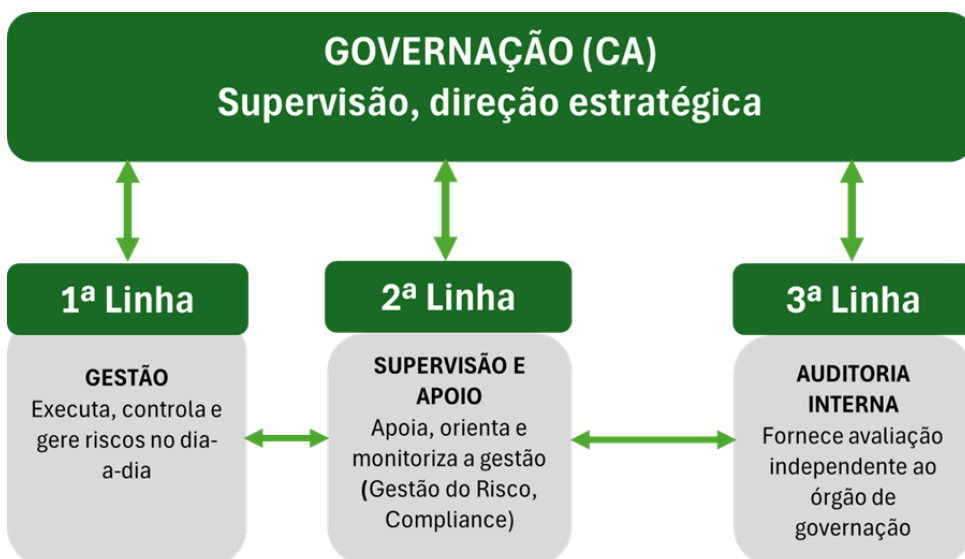 GOVERNAÇÃO (CA)
Supervisão, direção estratégica
1ª Linha
GESTÃO
Executa, controla e
gere riscos no dia-
a-dia
2ª Linha
SUPERVISÃO E
APOIO
Apoia, orienta e
monitoriza a gestão
(Gestão do Risco,
Compliance)
3ª Linha
AUDITORIA
INTERNA
Fornece avaliação
independente ao
órgão de
governação